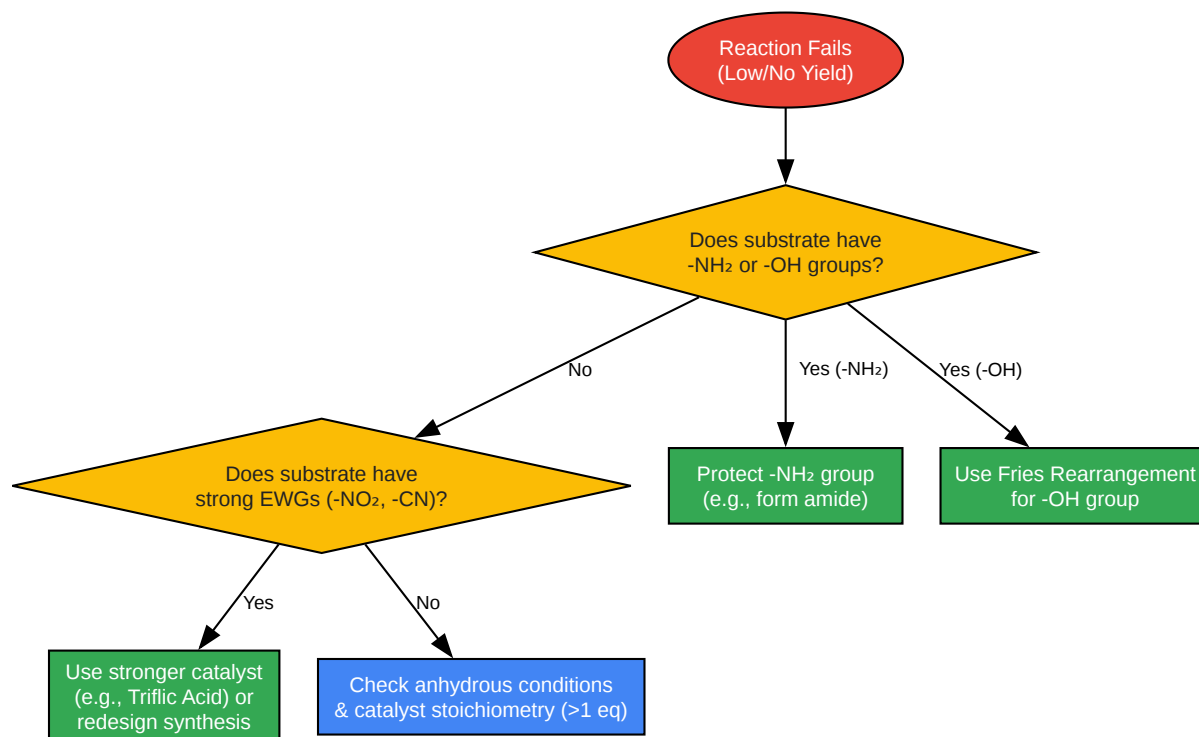 Reaction Fails
(Low/No Yield)
Does substrate have
-NH₂ or -OH groups?
No
Yes (-NH₂)
Yes (-OH)
Does substrate have
strong EWGs (-NO₂, -CN)?
Protect -NH₂ group
(e.g., form amide)
Use Fries Rearrangement
for -OH group
Yes
No
Use stronger catalyst
(e.g., Triflic Acid) or
redesign synthesis
Check anhydrous conditions
& catalyst stoichiometry (>1 eq)